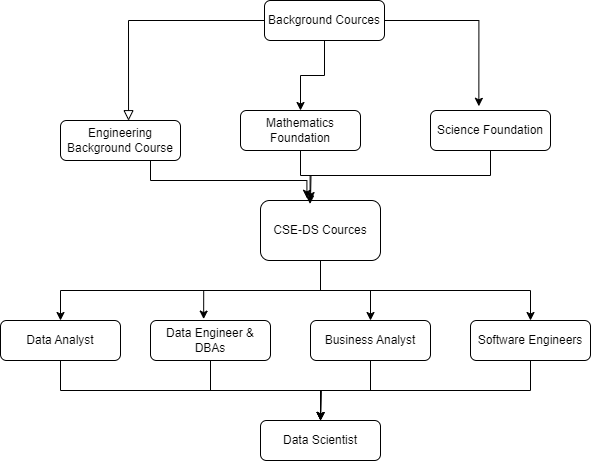 Background Cources
Engineering
Background Course
Mathematics
Foundation
Science Foundation
CSE-DS Cources
Data Analyst
Data Engineer &
DBAs
Business Analyst
Software Engineers
Data Scientist